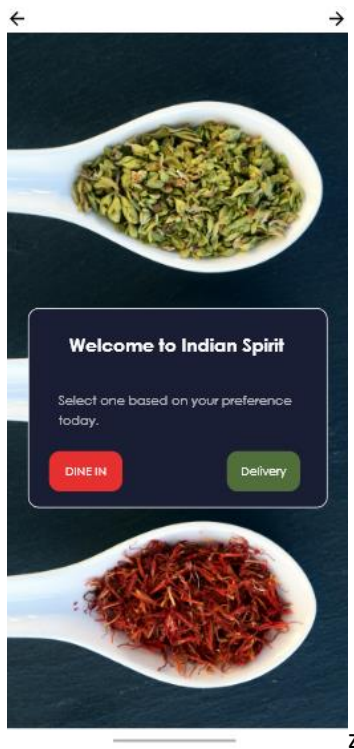 Welcome to Indian Spirit
Select one based on your preference
today.
DINE IN
Delivery